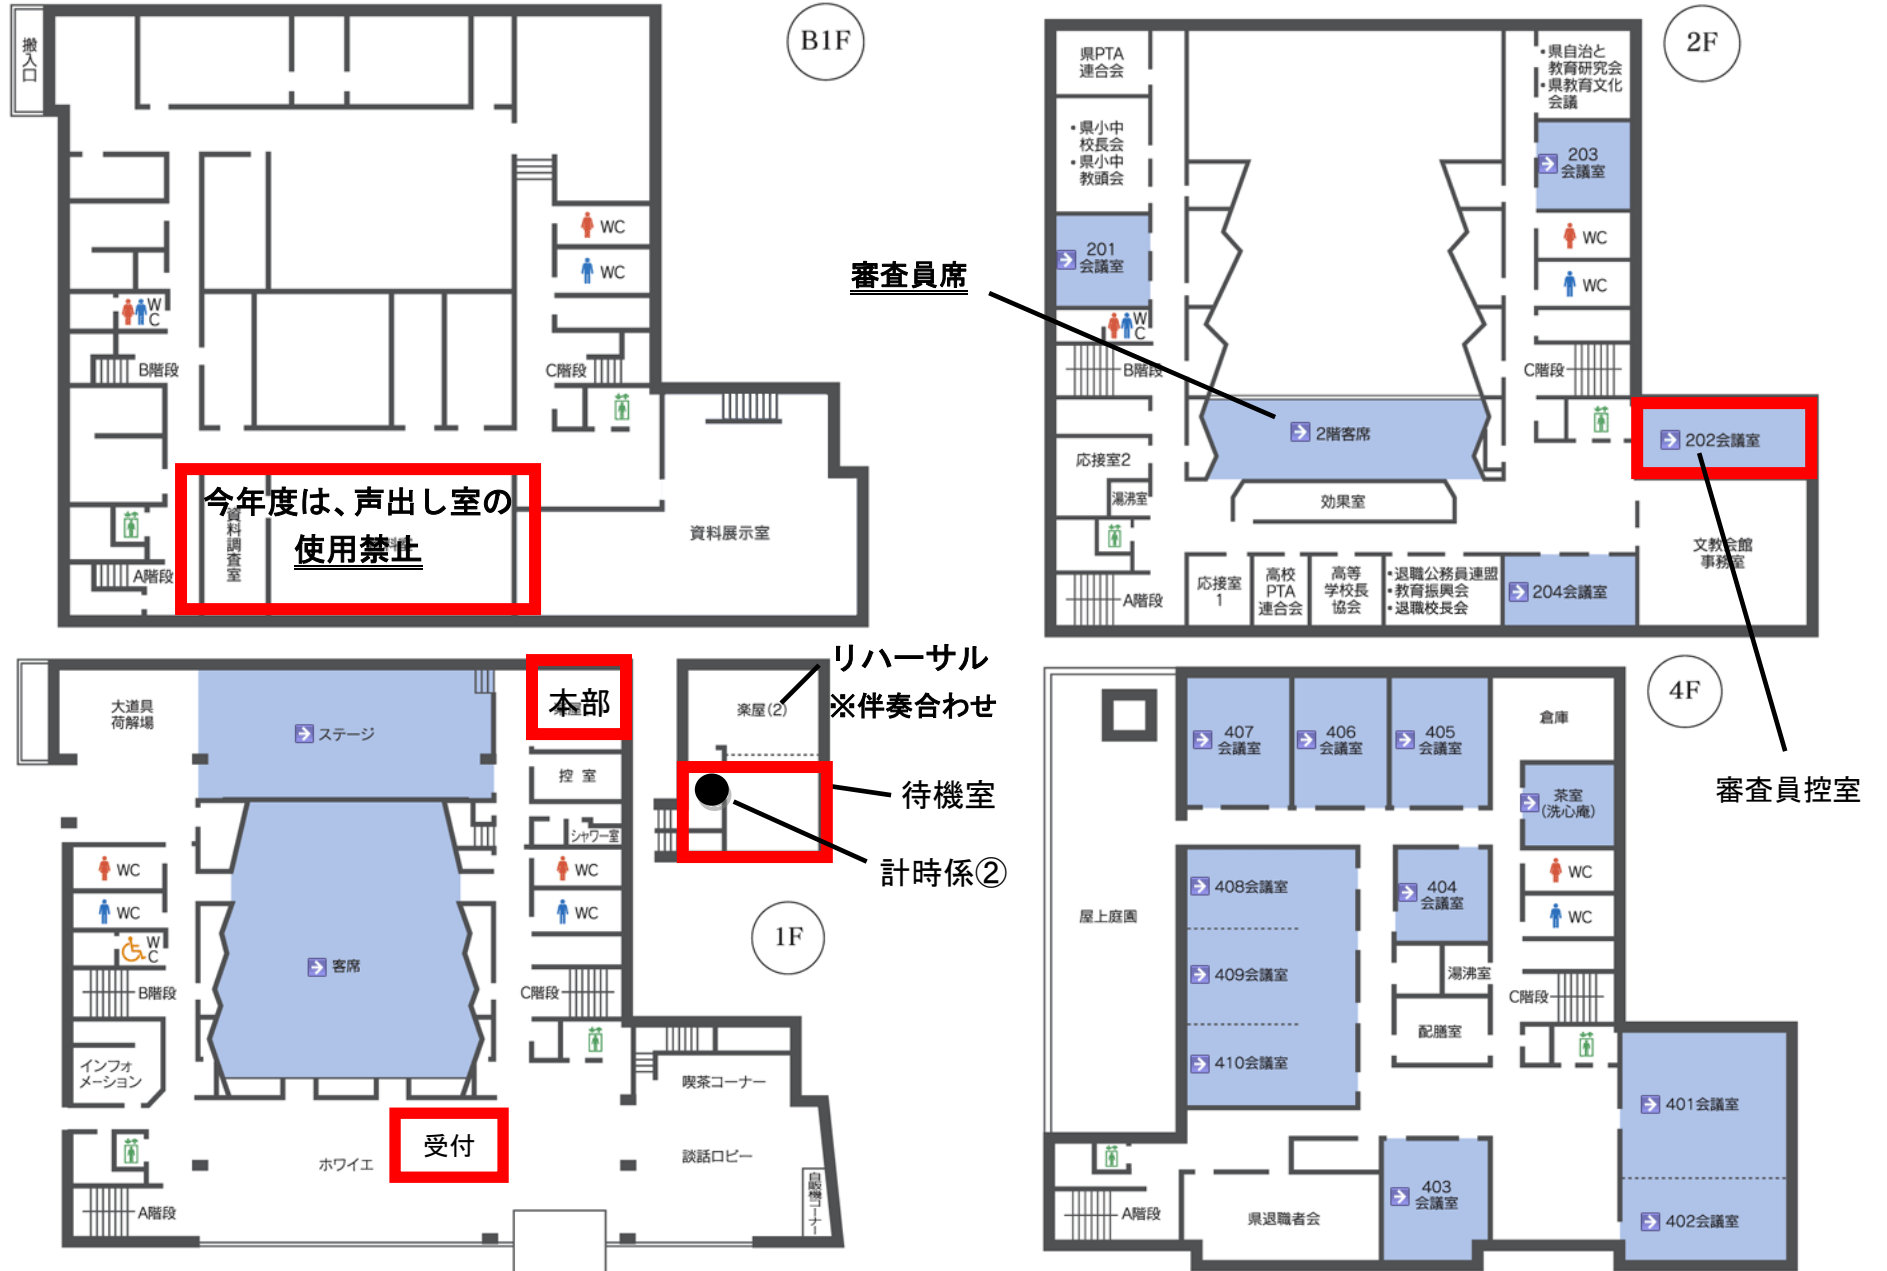 搬入口
B1F
WC
WC
WC
B階段
C階段
今年度は、声出し室の
使用禁止
資料調査室
資料展示室
A階段
2F
県PTA
連合会
・県小中
校長会
・県小中
教頭会
201
会議室
WC
B階段
応接室2
湯沸室
A階段
審査員席
2階客席
効果室
応接室
1
高校
PTA
連合会
高等
学校長
協会
・退職公務員連盟
・教育振興会
・退職校長会
204会議室
・県自治と
教育研究会
・県教育文化
会議
203
会議室
WC
WC
C階段
202会議室
文教会館
事務室
審査員控室
大道具
荷解場
ステージ
本部
控 室
シャワー室
WC
WC
WC
WC
WC
B階段
C階段
客席
インフォ
メーション
受付
ホワイエ
A階段
喫茶コーナー
談話ロビー
自販機コーナー
楽屋(2)
リハーサル
※伴奏合わせ
待機室
計時係②
1F
4F
407
会議室
406
会議室
405
会議室
倉庫
茶室
(洗心庵)
WC
WC
408会議室
409会議室
410会議室
404
会議室
湯沸室
配膳室
C階段
屋上庭園
401会議室
402会議室
403
会議室
県退職者会
A階段